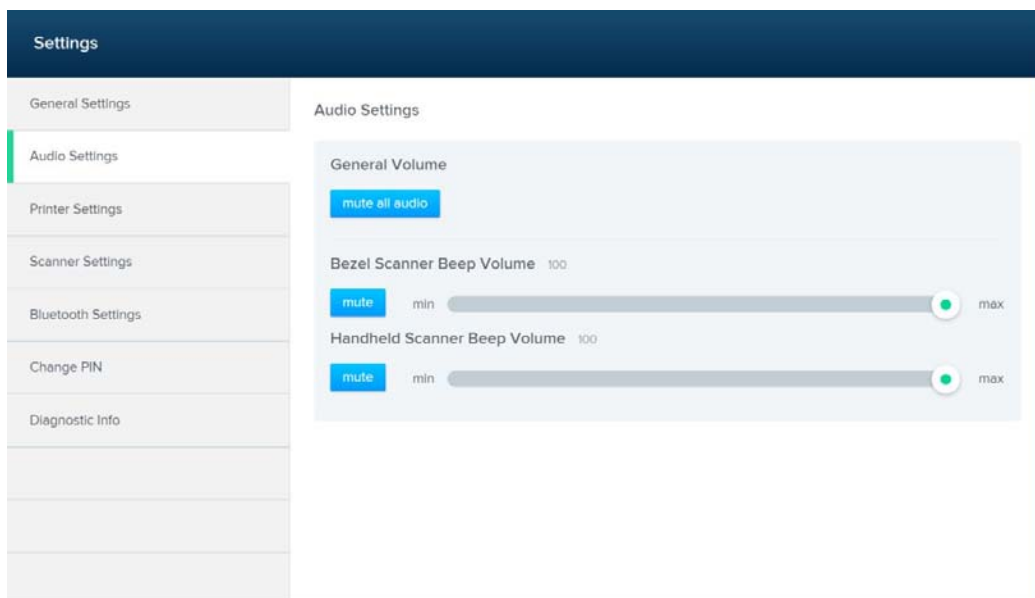 Settings
General Settings
Audio Settings
Printer Settings
Scanner Settings
Bluetooth Settings
Change PIN
Diagnostic Info
Audio Settings
General Volume
mute all audio
Bezel Scanner Beep Volume 100
mute min max
Handheld Scanner Beep Volume 100
mute min max